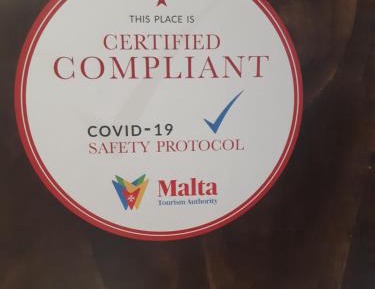 THIS PLACE IS
CERTIFIED
COMPLIANT
COVID-19
SAFETY PROTOCOL
Malta
Tourism Authority